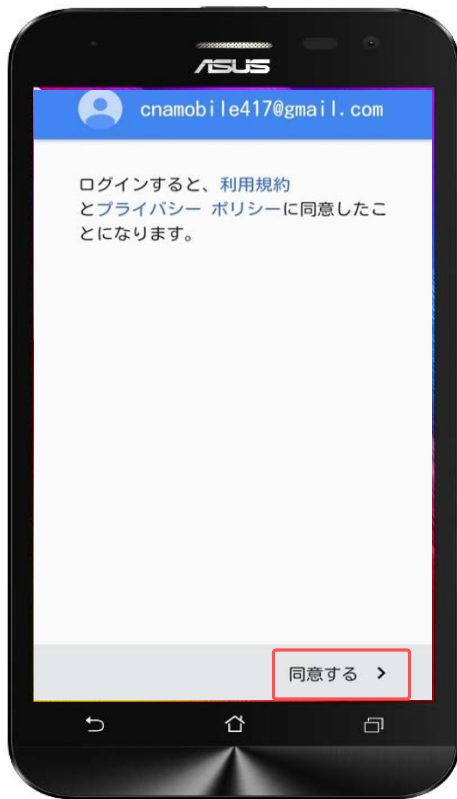 ASUS
cnamobile417@gmail.com
ログインすると、利用規約
とプライバシー ポリシーに同意したこ
とになります。
同意する